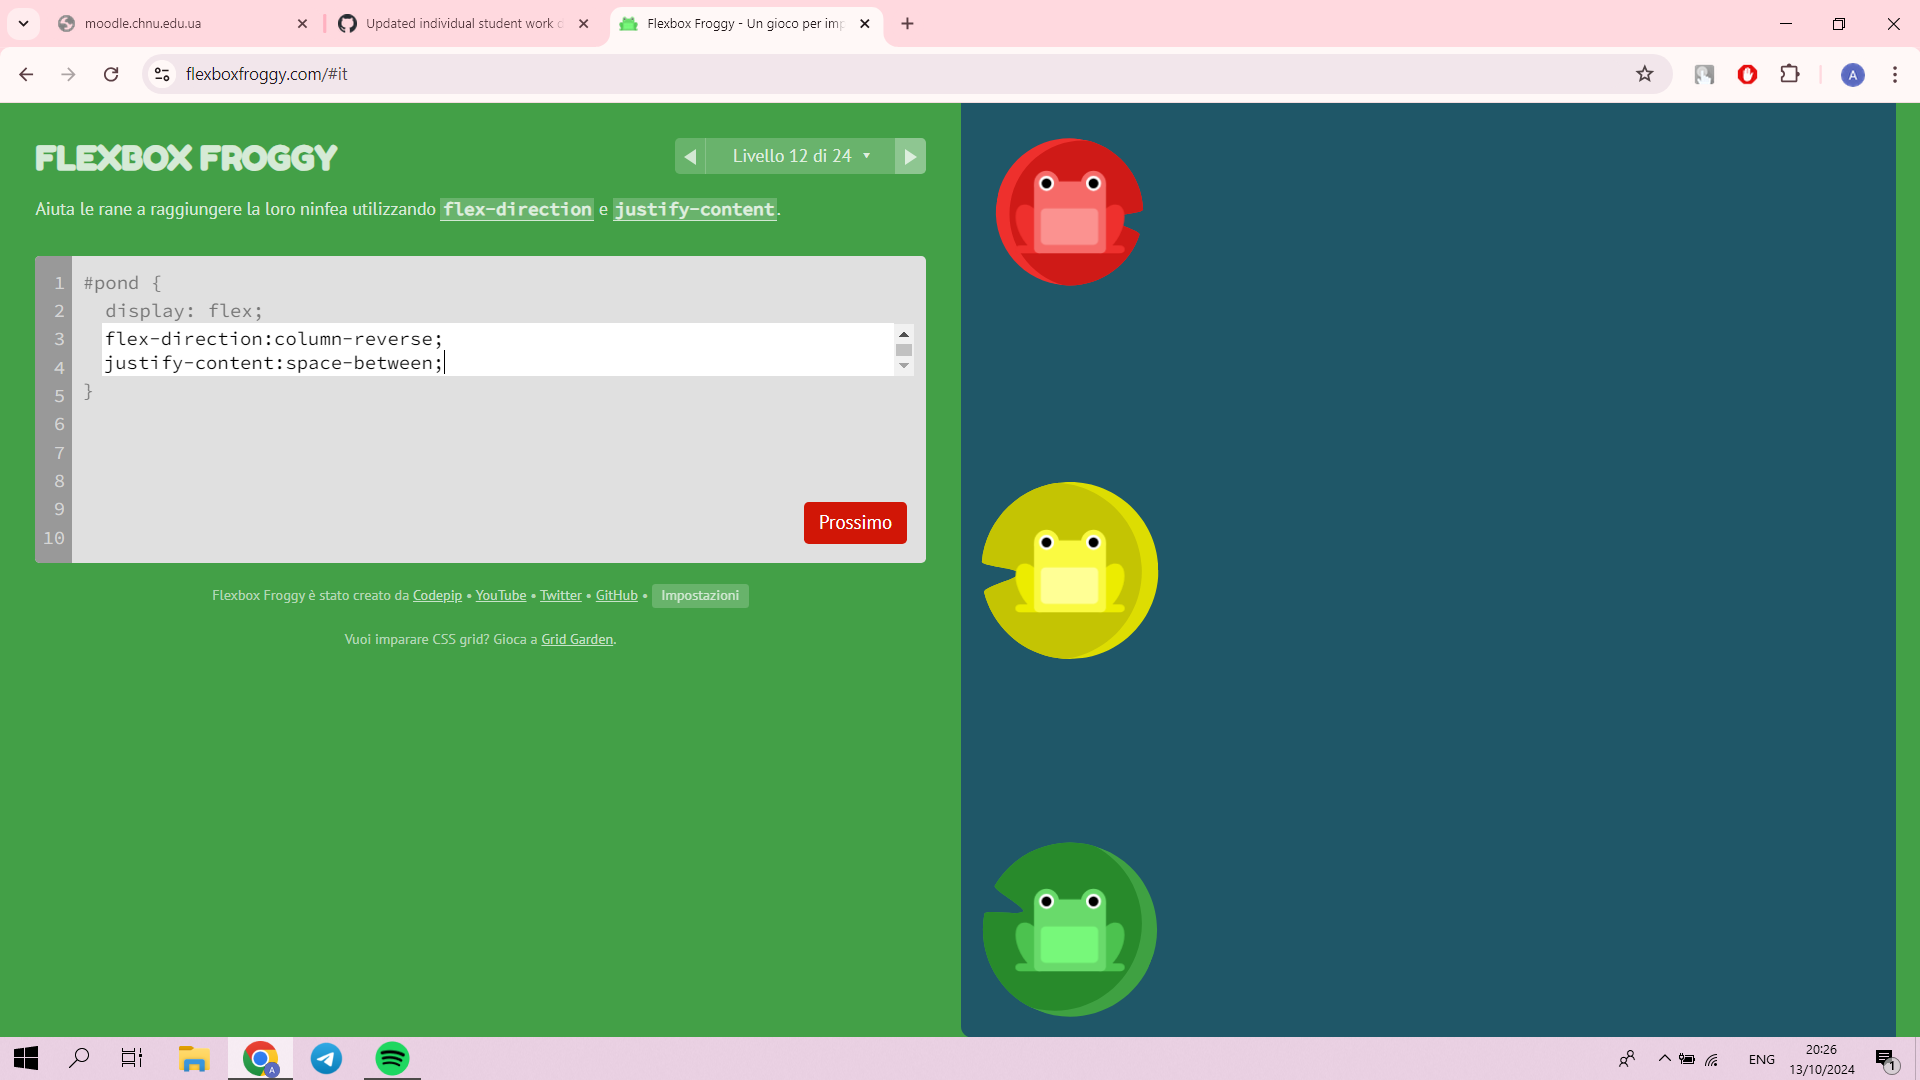 moodle.chnu.edu.ua
Updated individual student work d
Flexbox Froggy - Un gioco per imp
flexboxfroggy.com/#it
A
FLEXBOX FROGGY
Livello 12 di 24
Aiuta le rane a raggiungere la loro ninfea utilizzando flex-direction e justify-content.
1 #pond {
2 display: flex;
3 flex-direction:column-reverse;
4 justify-content:space-between;
5 }
6
7
8
9
10
Prossimo
Flexbox Froggy è stato creato da Codepip • YouTube • Twitter • GitHub • Impostazioni
Vuoi imparare CSS grid? Gioca a Grid Garden.
A
ENG
20:26
13/10/2024
1